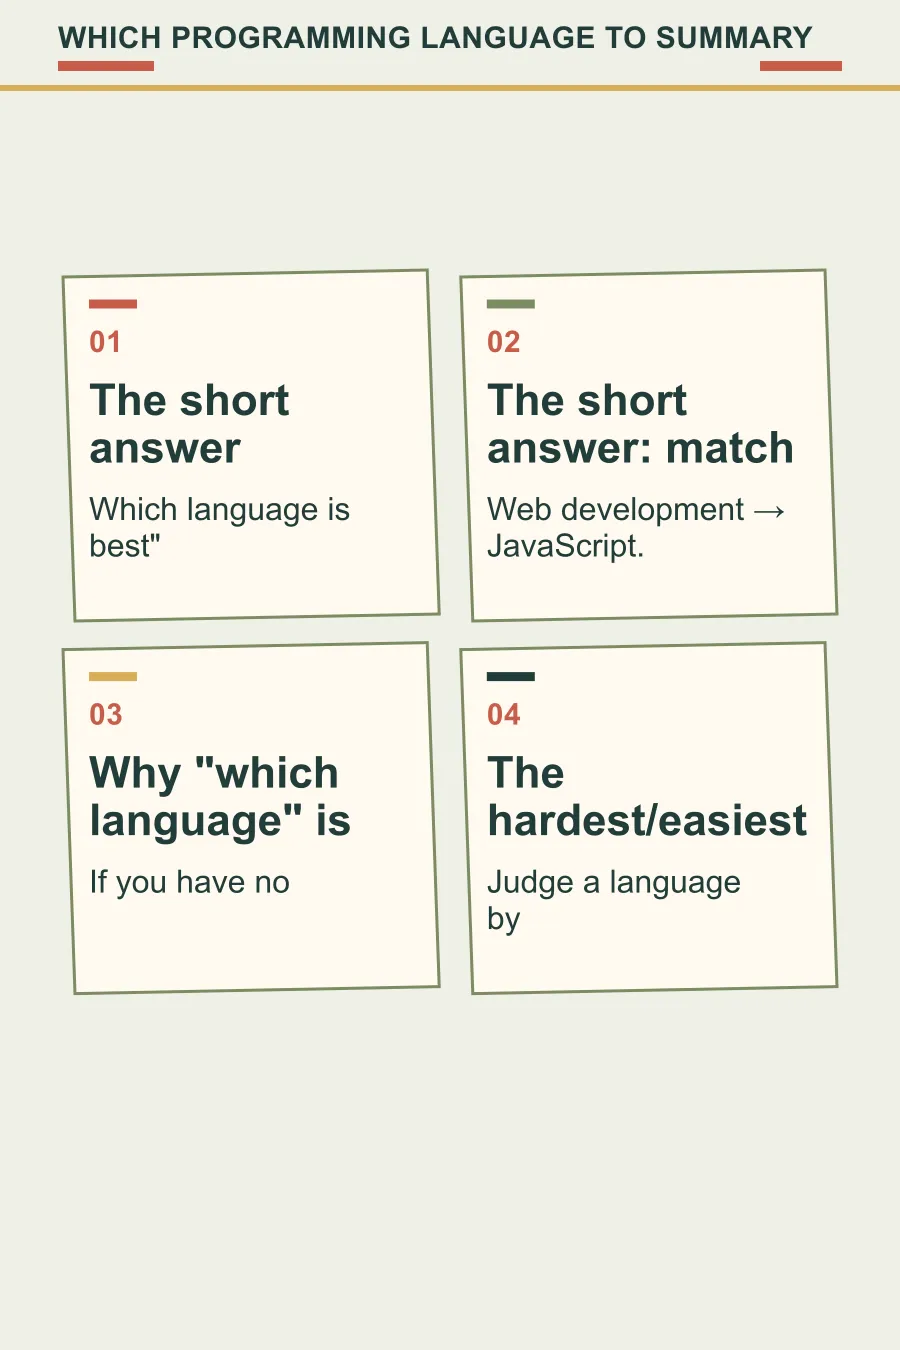 WHICH PROGRAMMING LANGUAGE TO SUMMARY
01
The short
answer
Which language is
best"
02
The short
answer: match
Web development →
JavaScript.
03
Why "which
language" is
If you have no
04
The
hardest/easiest
Judge a language
by